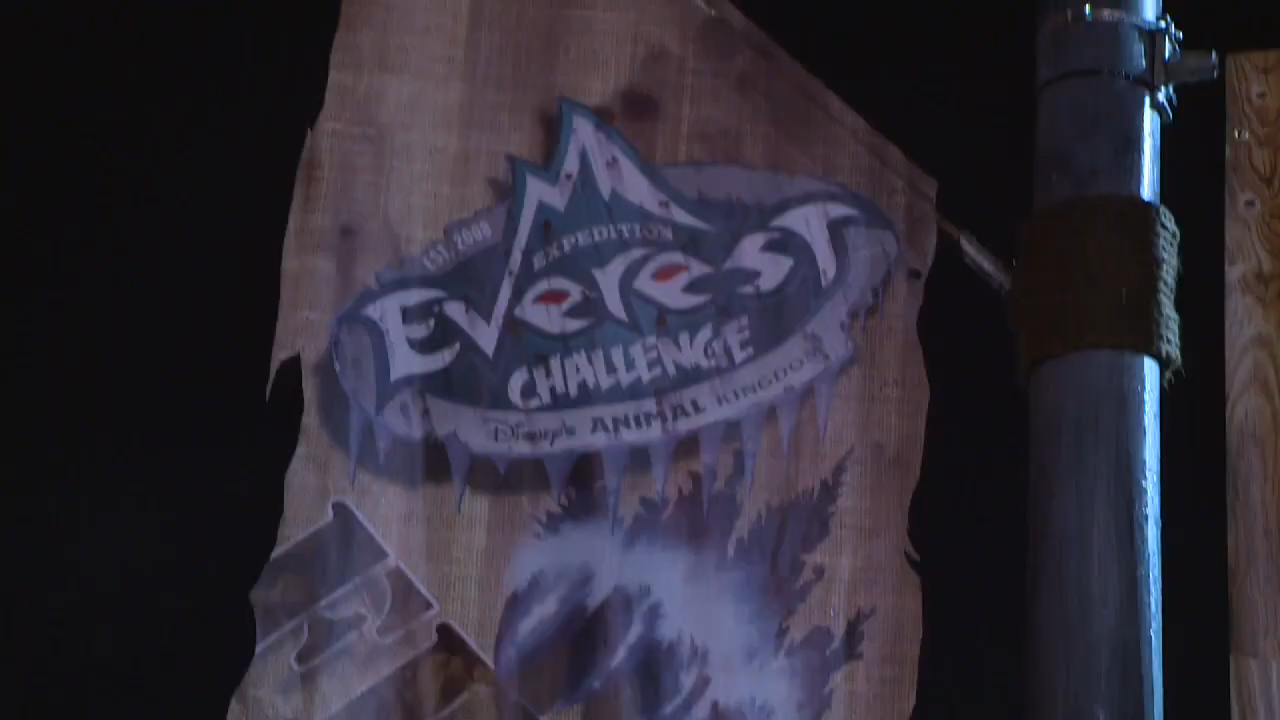 EST. 2008
EXPEDITION
EVEREST
CHALLENGE
Disney's ANIMAL KINGDOM